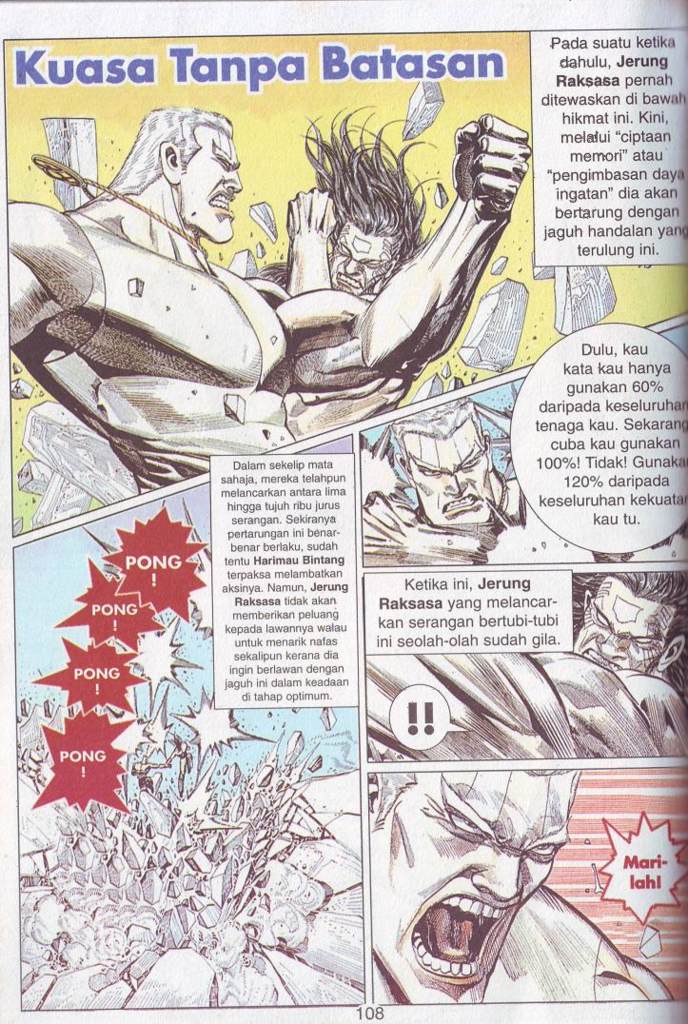 Kuasa Tanpa Batasan
Pada suatu ketika
dahulu, Jerung
Raksasa pernah
ditewaskan di bawah
hikmat ini. Kini,
melalui “ciptaan
memori” atau
“pengimbasan daya
ingatan” dia akan
bertarung dengan
jaguh handalan yang
terulung ini.
Dulu, kau
kata kau hanya
gunakan 60%
daripada keseluruhan
tenaga kau. Sekarang
cuba kau gunakan
100%! Tidak! Gunakan
120% daripada
keseluruhan kekuatan
kau tu.
Dalam sekelip mata
sahaja, mereka telahpun
melancarkan antara lima
hingga tujuh ribu jurus
serangan. Sekiranya
pertarungan ini benar-
benar berlaku, sudah
tentu Harimau Bintang
terpaksa melambatkan
aksinya. Namun, Jerung
Raksasa tidak akan
memberikan peluang
kepada lawannya walau
untuk menarik nafas
sekalipun kerana dia
ingin berlawan dengan
jaguh ini dalam keadaan
di tahap optimum.
PONG
!
PONG
!
PONG
!
PONG
!
Ketika ini, Jerung
Raksasa yang melancar-
kan serangan bertubi-tubi
ini seolah-olah sudah gila.
!!
Mari-
lah!
108